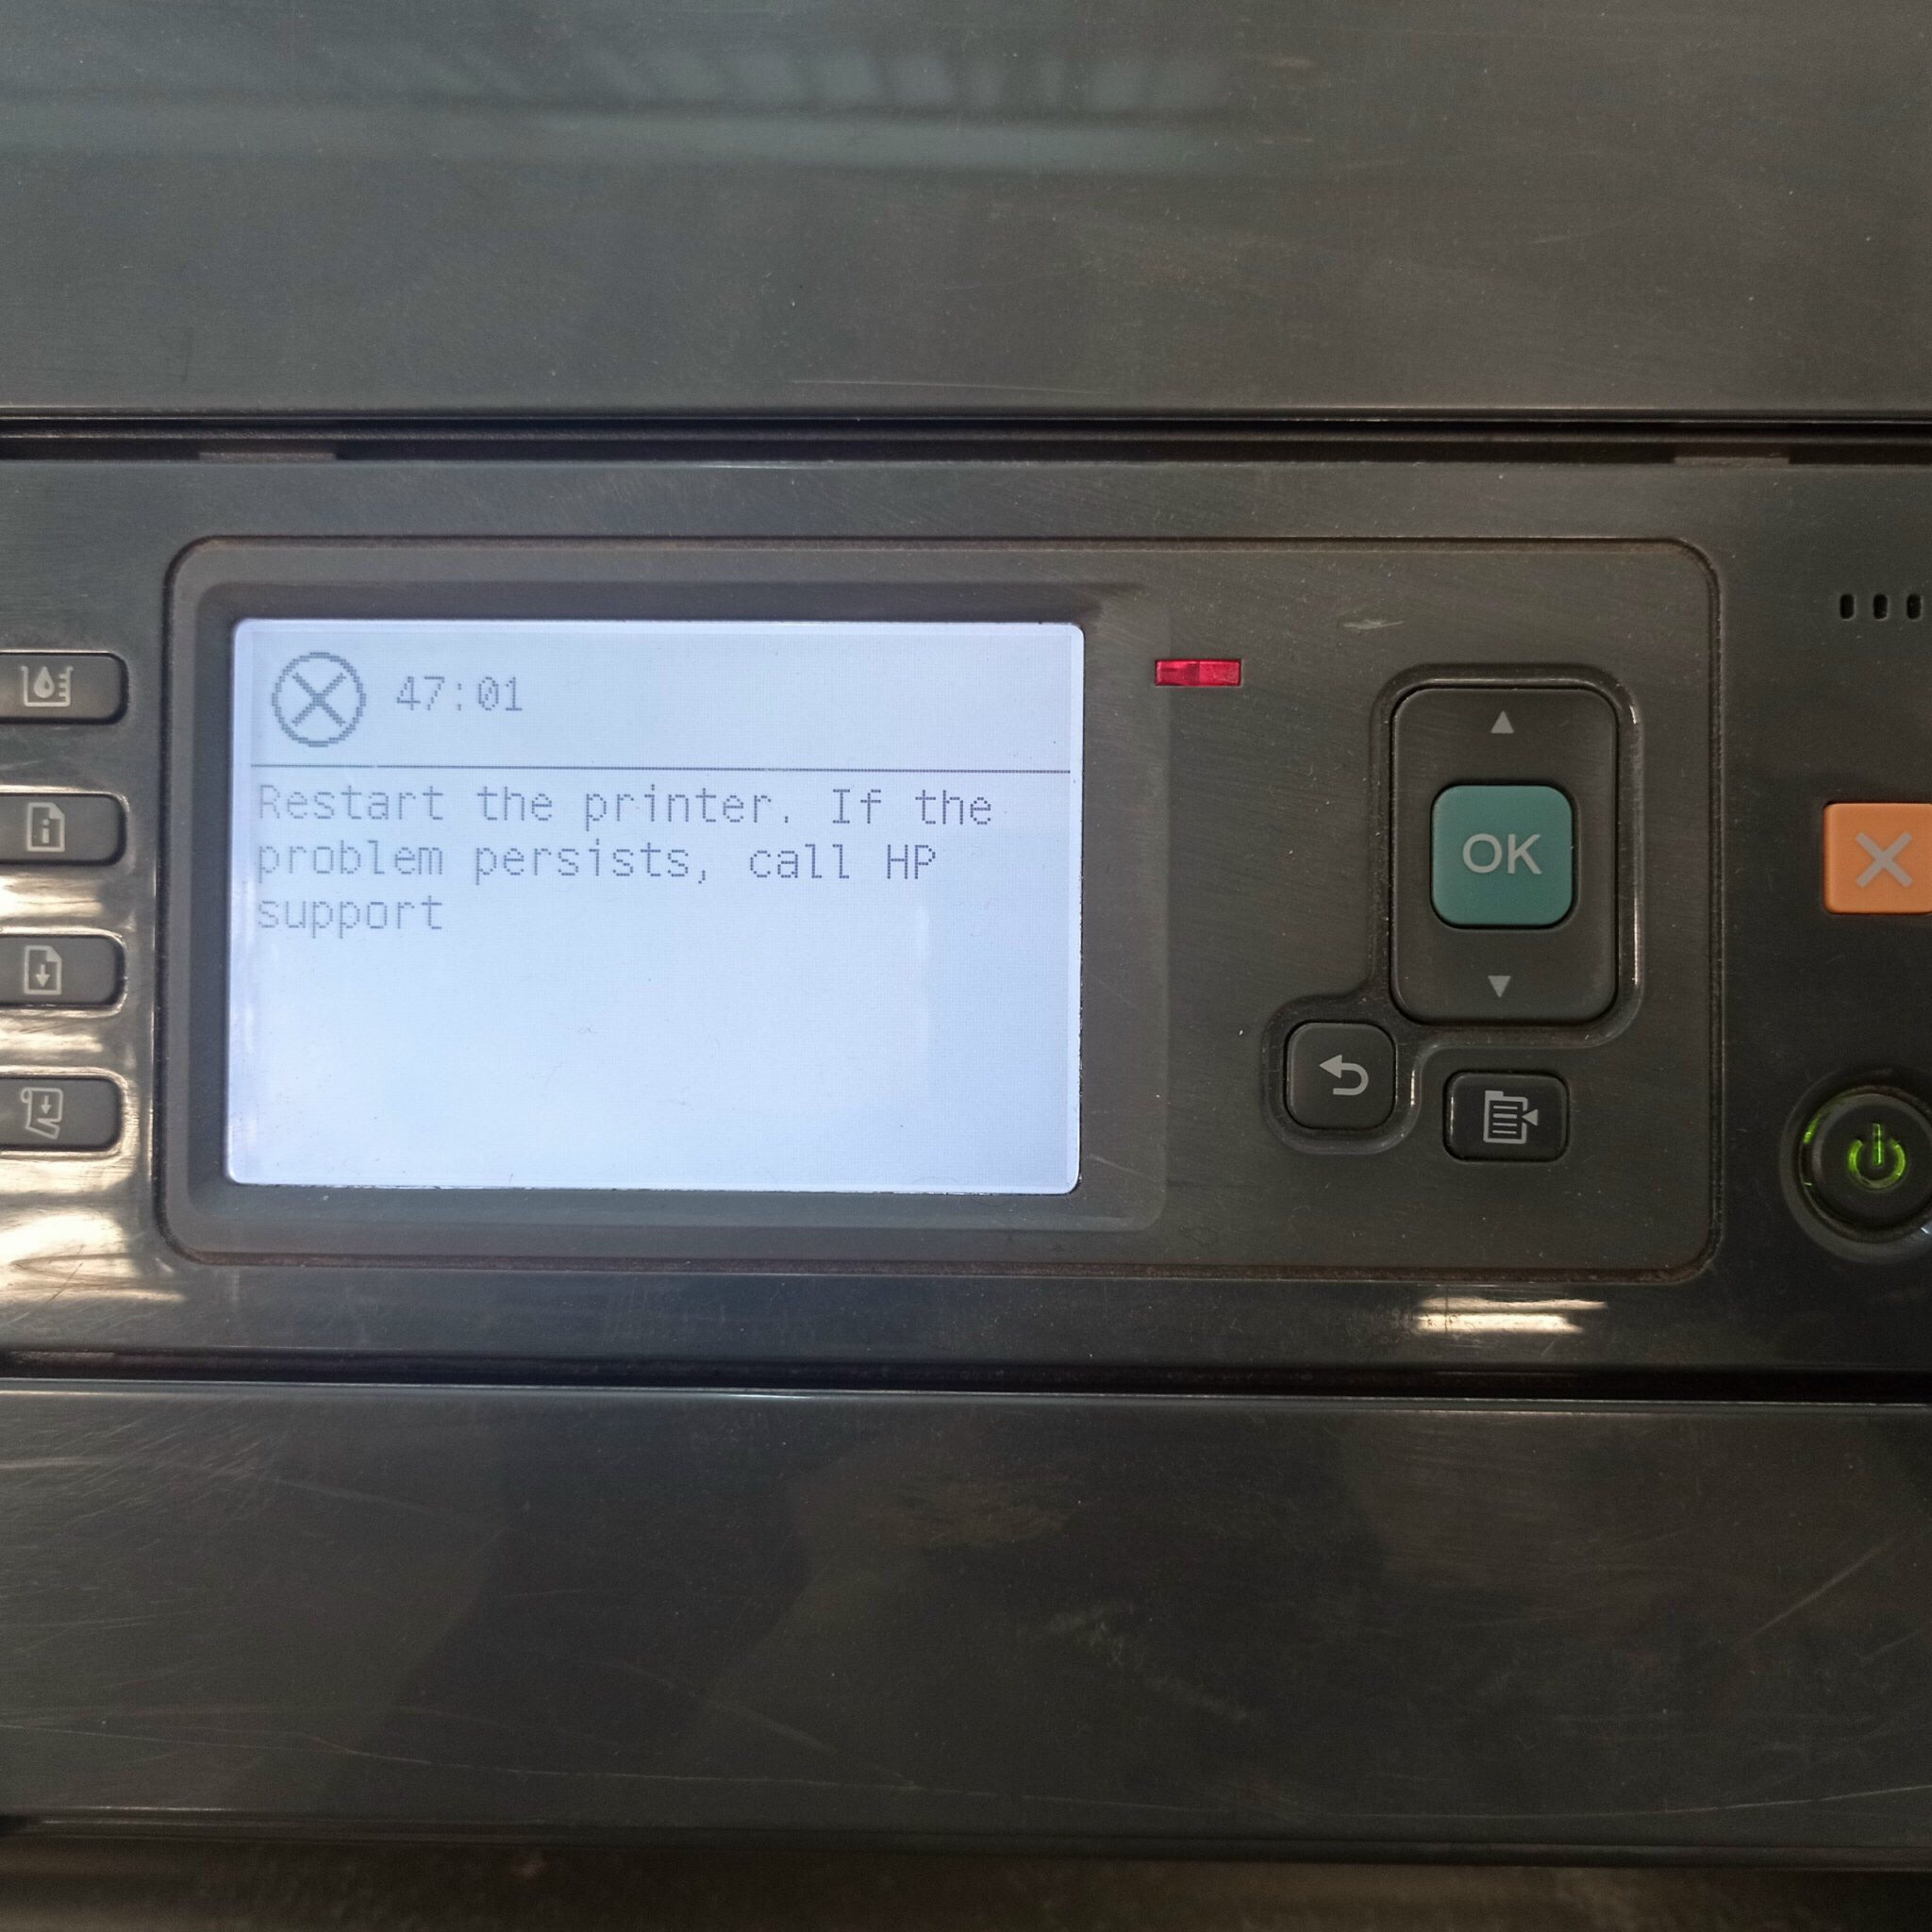 47:01
Restart the printer. If the
problem persists, call HP
support
OK